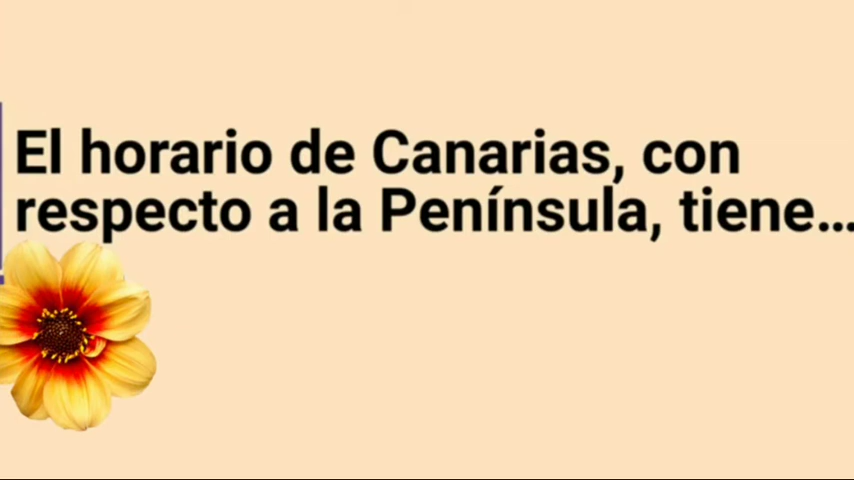 El horario de Canarias, con
respecto a la Península, tiene...